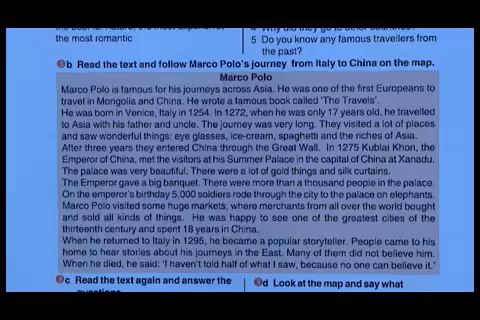 the most romantic
5 Do you know any famous travellers from
the past?
b Read the text and follow Marco Polo's journey from Italy to China on the map.
Marco Polo
Marco Polo is famous for his journeys across Asia. He was one of the first Europeans to
travel in Mongolia and China. He wrote a famous book called 'The Travels'.
He was born in Venice, Italy in 1254. In 1272, when he was only 17 years old, he travelled
to Asia with his father and uncle. The journey was very long. They visited a lot of places
and saw wonderful things: eye glasses, ice-cream, spaghetti and the riches of Asia.
After three years they entered China through the Great Wall. In 1275 Kublai Khon, the
Emperor of China, met the visitors at his Summer Palace in the capital of China at Xanadu.
The palace was very beautiful. There were a lot of gold things and silk curtains.
The Emperor gave a big banquet. There were more than a thousand people in the palace.
On the emperor's birthday 5,000 soldiers rode through the city to the palace on elephants.
Marco Polo visited some huge markets, where merchants from all over the world bought
and sold all kinds of things. He was happy to see one of the greatest cities of the
thirteenth century and spent 18 years in China.
When he returned to Italy in 1295, he became a popular storyteller. People came to his
home to hear stories about his journeys in the East. Many of them did not believe him.
When he died, he said: 'I haven't told half of what I saw, because no one can believe it.'
c Read the text again and answer the
d Look at the map and say what